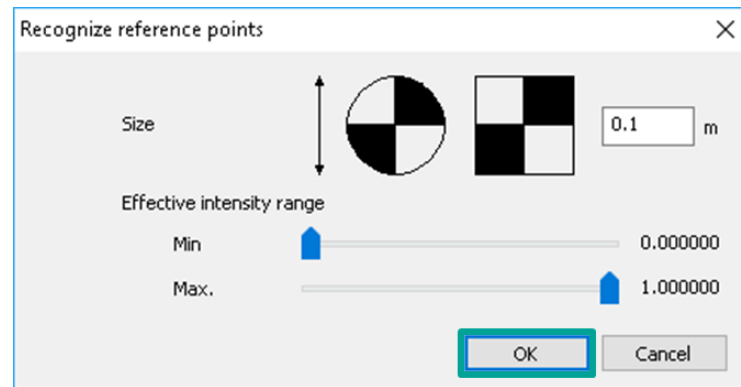 Recognize reference points
Size
0.1 m
Effective intensity range
Min 0.000000
Max. 1.000000
OK Cancel